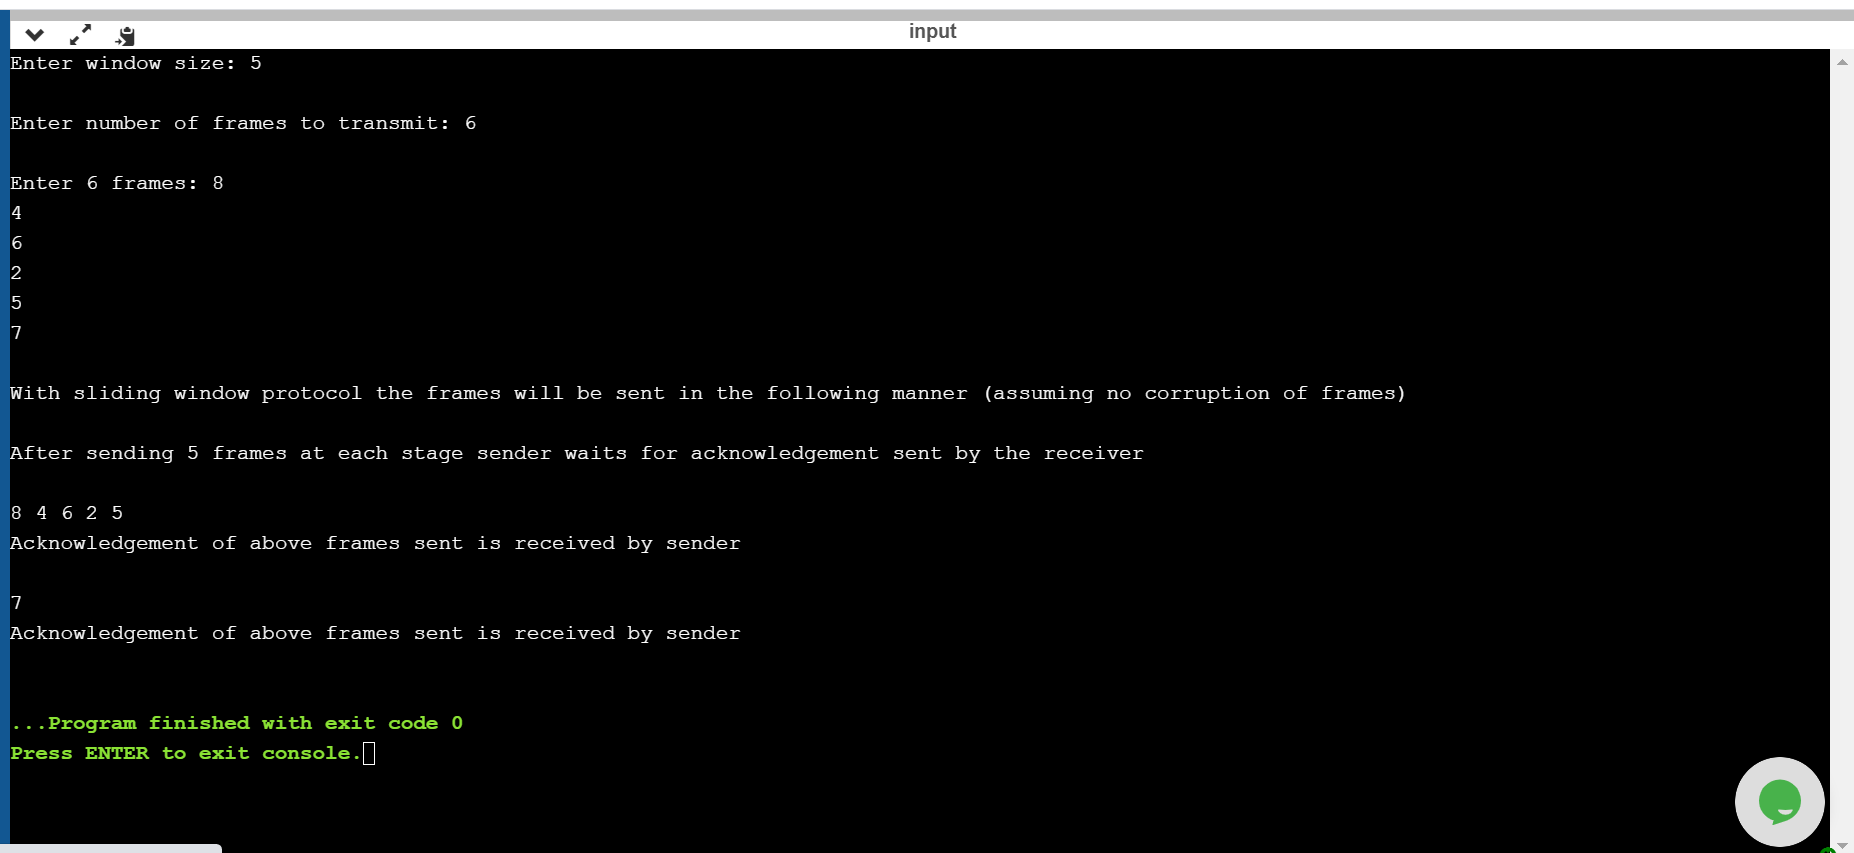 input
Enter window size: 5
Enter number of frames to transmit: 6
Enter 6 frames: 8
4
6
2
5
7
With sliding window protocol the frames will be sent in the following manner (assuming no corruption of frames)
After sending 5 frames at each stage sender waits for acknowledgement sent by the receiver
8 4 6 2 5
Acknowledgement of above frames sent is received by sender
7
Acknowledgement of above frames sent is received by sender
...Program finished with exit code 0
Press ENTER to exit console.